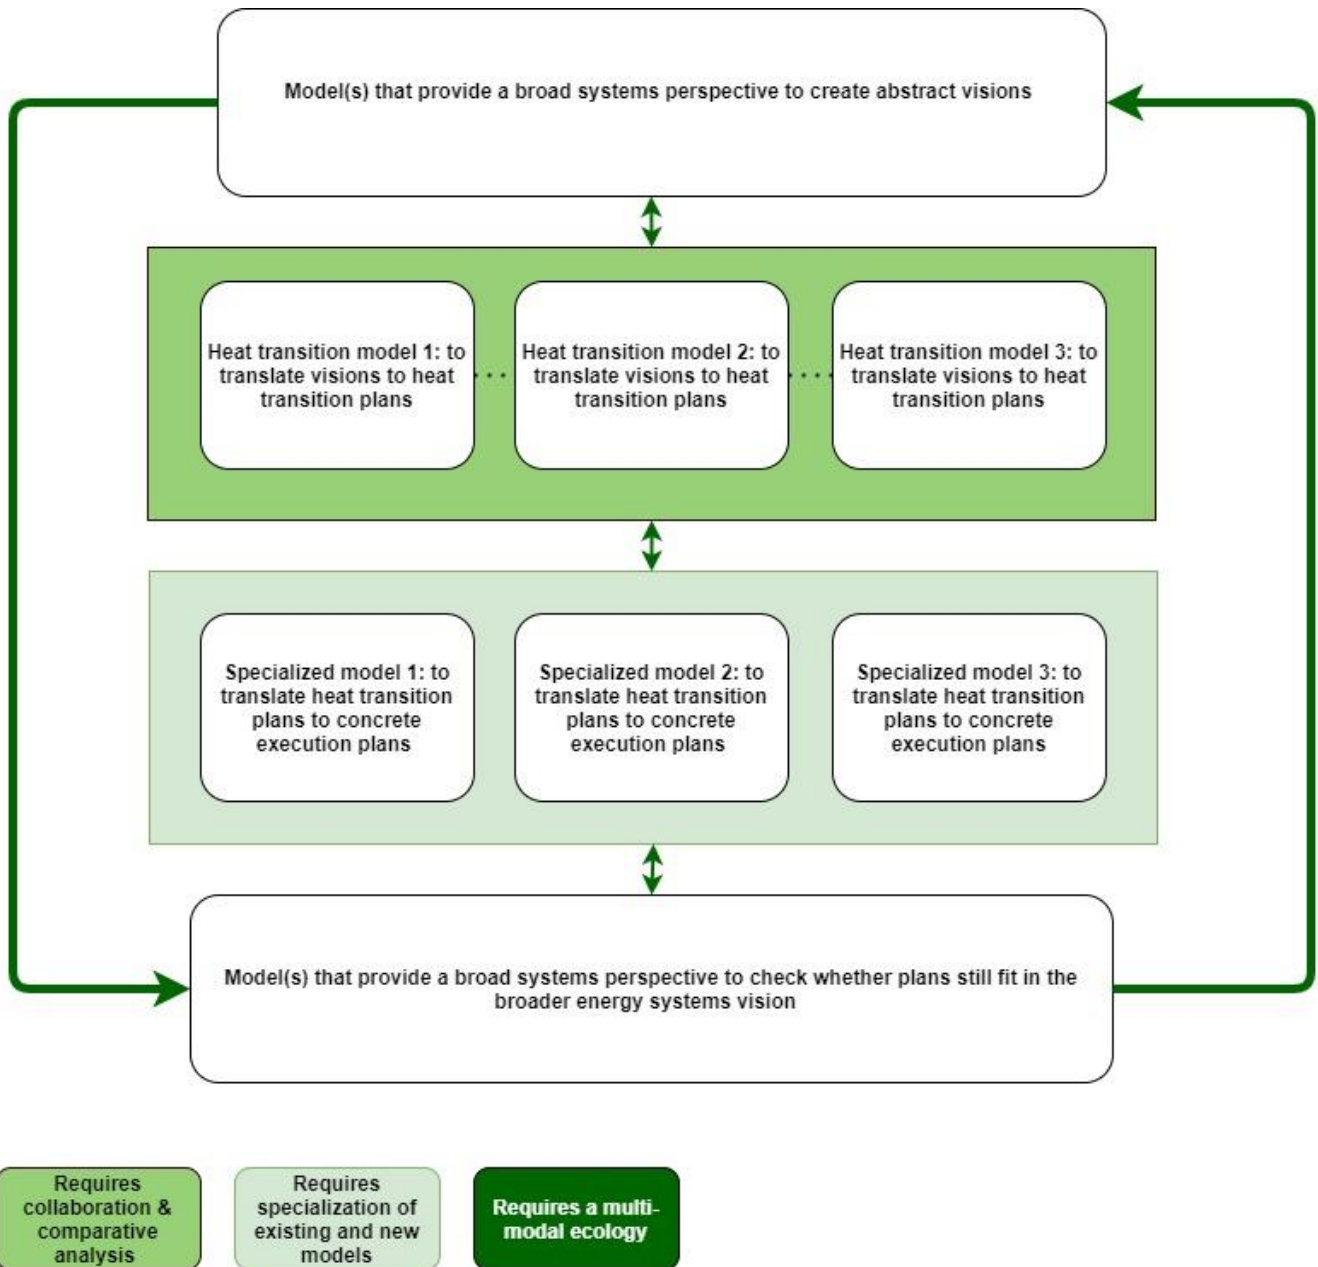 Model(s) that provide a broad systems perspective to create abstract visions
Heat transition model 1: to
translate visions to heat
transition plans
Heat transition model 2: to
translate visions to heat
transition plans
Heat transition model 3: to
translate visions to heat
transition plans
Specialized model 1: to
translate heat transition
plans to concrete
execution plans
Specialized model 2: to
translate heat transition
plans to concrete
execution plans
Specialized model 3: to
translate heat transition
plans to concrete
execution plans
Model(s) that provide a broad systems perspective to check whether plans still fit in the
broader energy systems vision
Requires
collaboration &
comparative
analysis
Requires
specialization of
existing and new
models
Requires a multi-
modal ecology